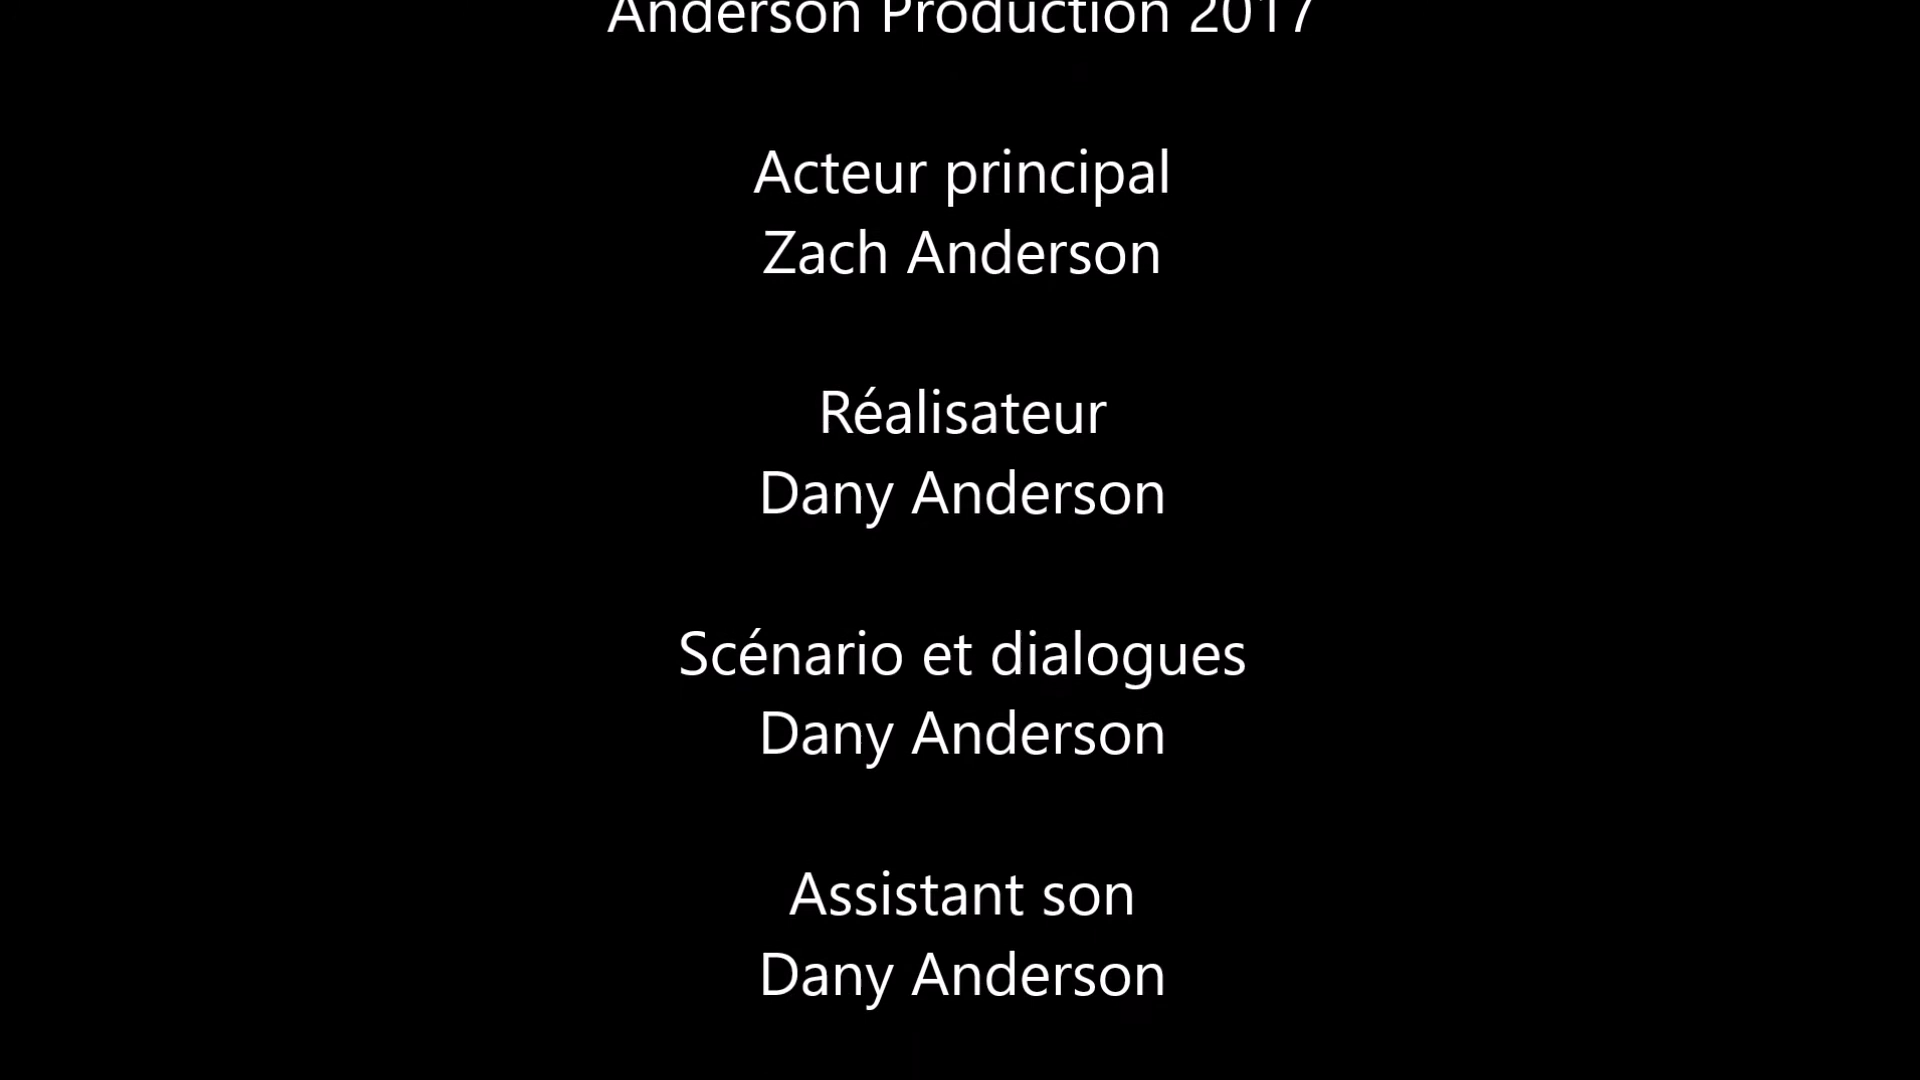 Anderson Production 2017
Acteur principal
Zach Anderson
Réalisateur
Dany Anderson
Scénario et dialogues
Dany Anderson
Assistant son
Dany Anderson